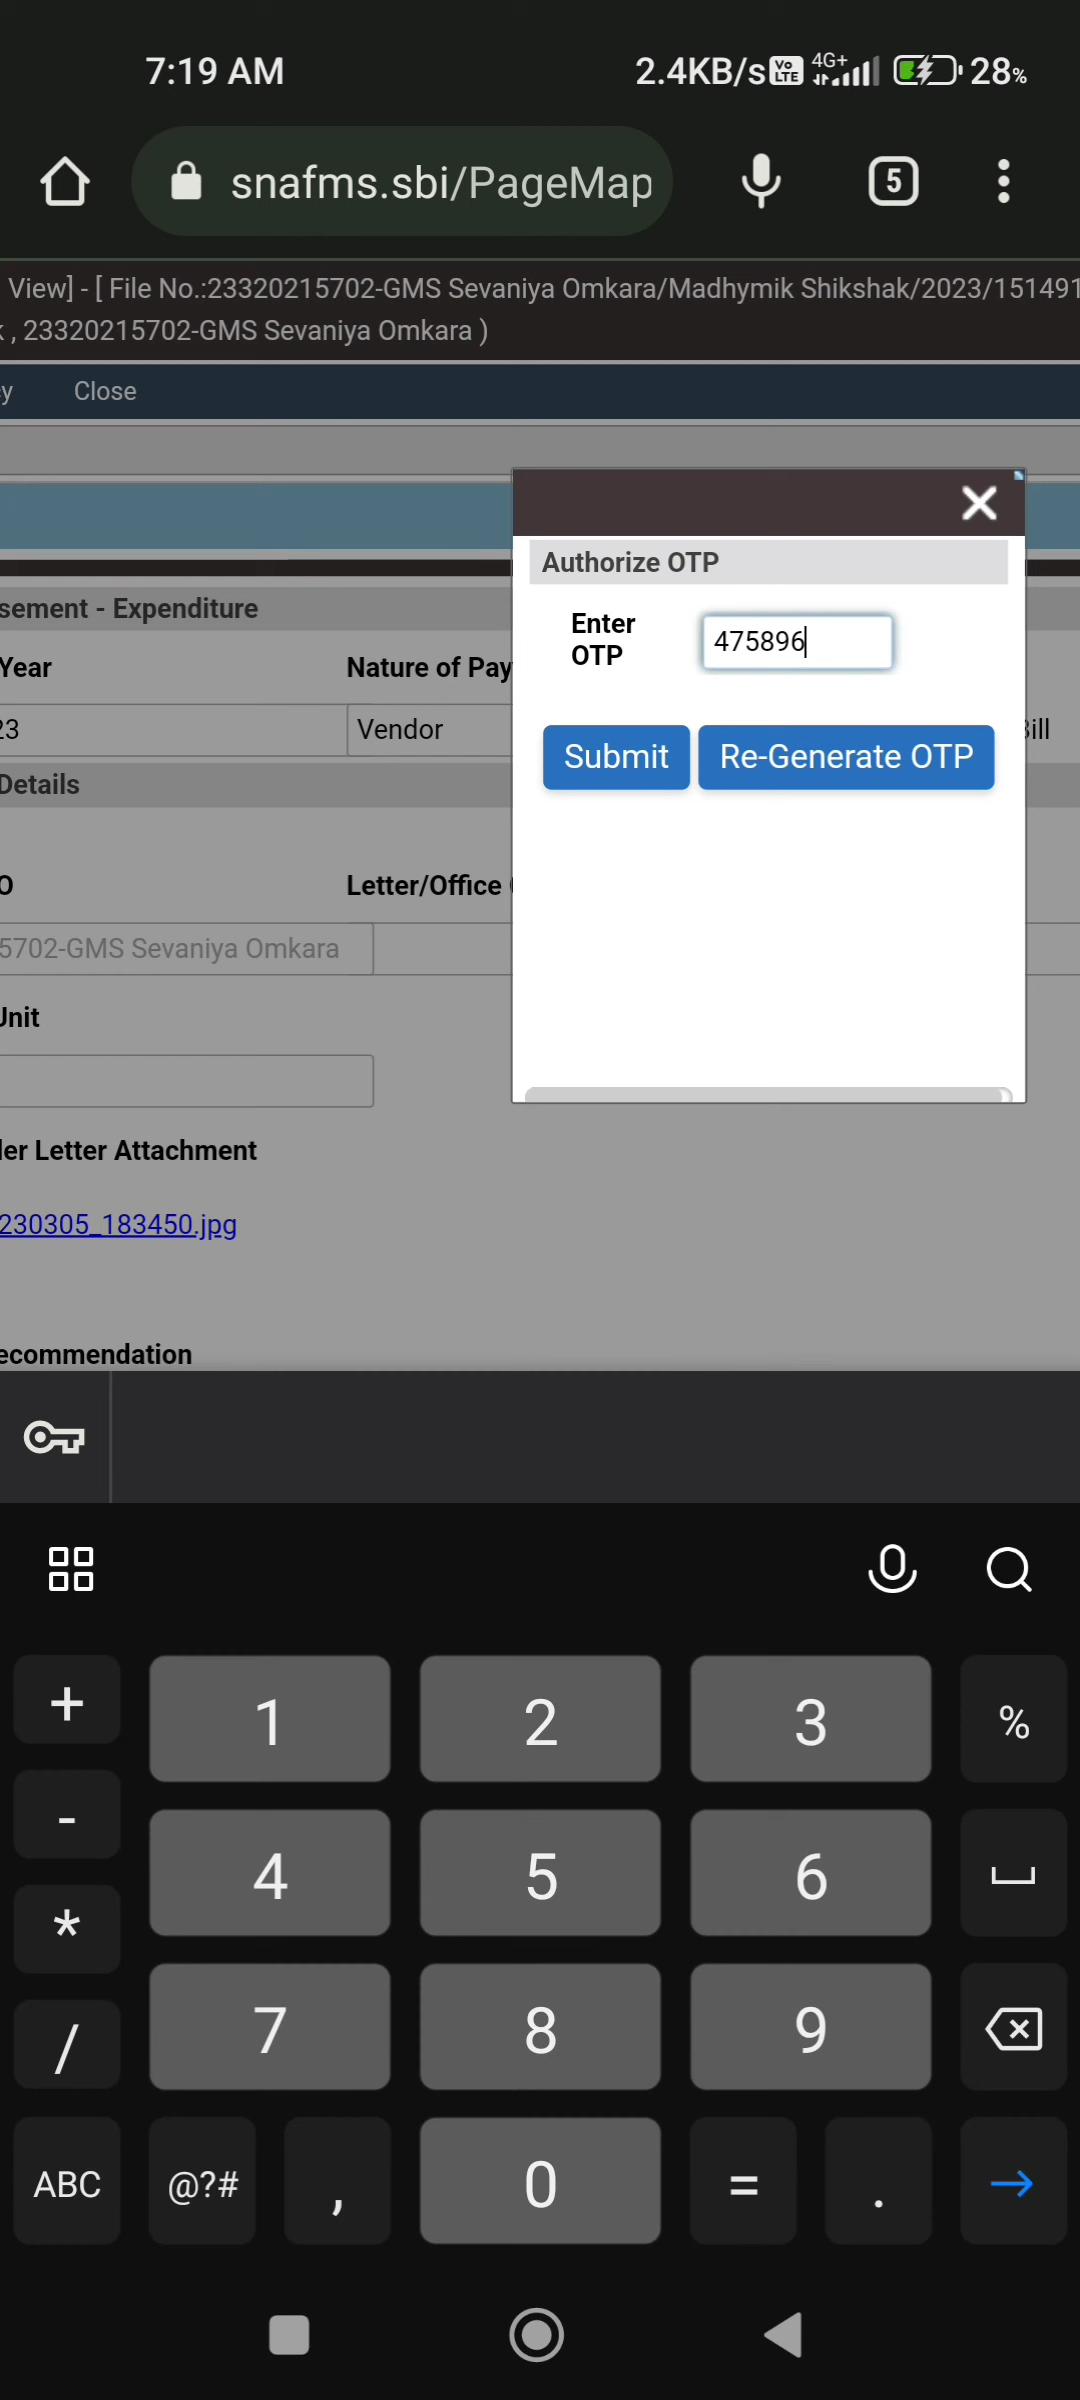 7:19 AM
2.4KB/s Vo LTE 4G+ 28%
snafms.sbi/PageMap
5
View] - [ File No.:23320215702-GMS Sevaniya Omkara/Madhymik Shikshak/2023/151491
, 23320215702-GMS Sevaniya Omkara )
y Close
Authorize OTP
Enter
OTP
475896
Submit Re-Generate OTP
sement - Expenditure
Year Nature of Pay
23 Vendor Bill
Details
O Letter/Office
5702-GMS Sevaniya Omkara
Unit
er Letter Attachment
230305_183450.jpg
ecommendation
+ 1 2 3 %
- 4 5 6
* 7 8 9
/
ABC @?# , 0 = .